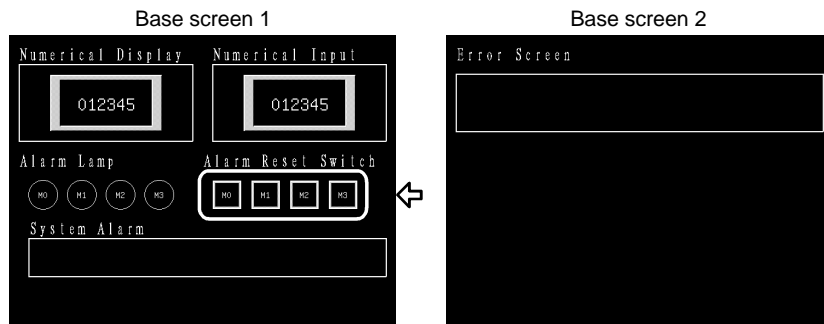 Base screen 1
Base screen 2
Numerical Display
Numerical Input
012345
012345
Alarm Lamp
Alarm Reset Switch
M0 M1 M2 M3
M0 M1 M2 M3
System Alarm
Error Screen